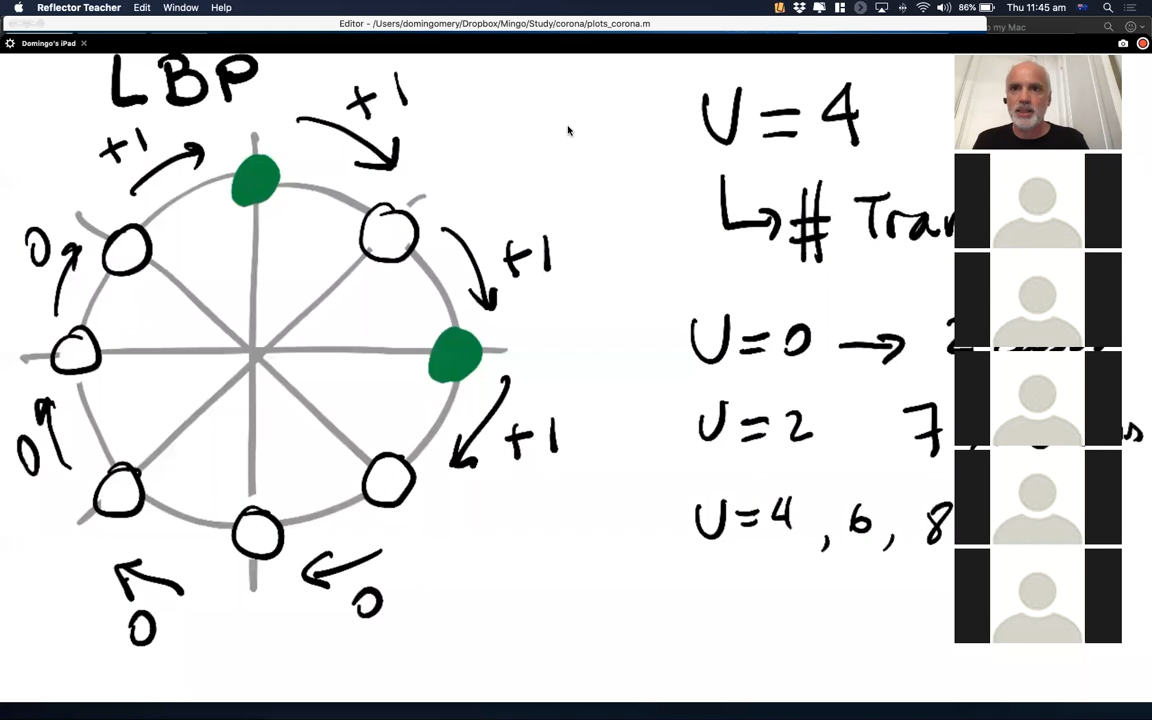 Reflector Teacher Edit Window Help 86% Thu 11:45 am
Editor - /Users/domingomery/Dropbox/Mingo/Study/corona/plots_corona.m
Domingo's iPad
LBP
+1
+1
0
+1
0
+1
0
0
U = 4
↳ #
U = 0 →
U = 2 7
U = 4 , 6 , 8